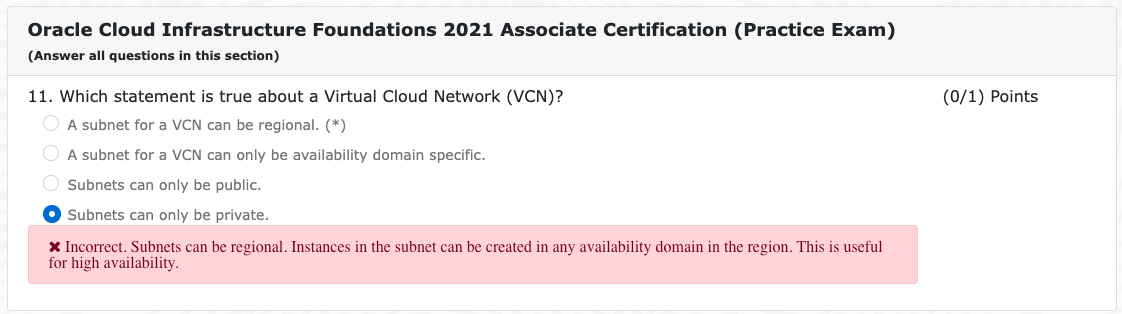 Oracle Cloud Infrastructure Foundations 2021 Associate Certification (Practice Exam)
(Answer all questions in this section)
11. Which statement is true about a Virtual Cloud Network (VCN)? (0/1) Points
A subnet for a VCN can be regional. (*)
A subnet for a VCN can only be availability domain specific.
Subnets can only be public.
Subnets can only be private.
✖ Incorrect. Subnets can be regional. Instances in the subnet can be created in any availability domain in the region. This is useful
for high availability.